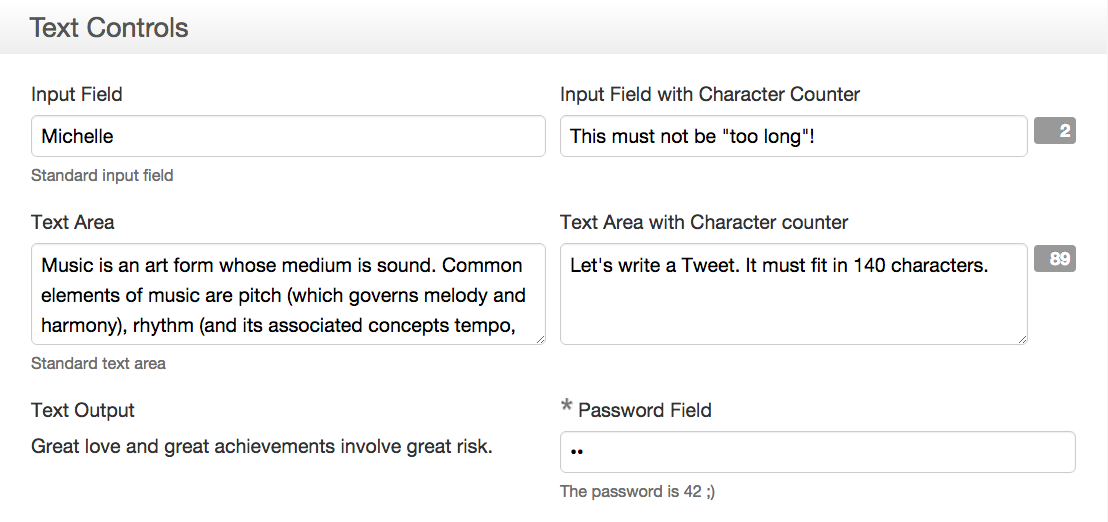 Text Controls
Input Field
Michelle
Standard input field
Input Field with Character Counter
This must not be "too long"!
2
Text Area
Music is an art form whose medium is sound. Common
elements of music are pitch (which governs melody and
harmony), rhythm (and its associated concepts tempo,
Standard text area
Text Area with Character counter
Let's write a Tweet. It must fit in 140 characters.
89
Text Output
Great love and great achievements involve great risk.
* Password Field
••
The password is 42 ;)